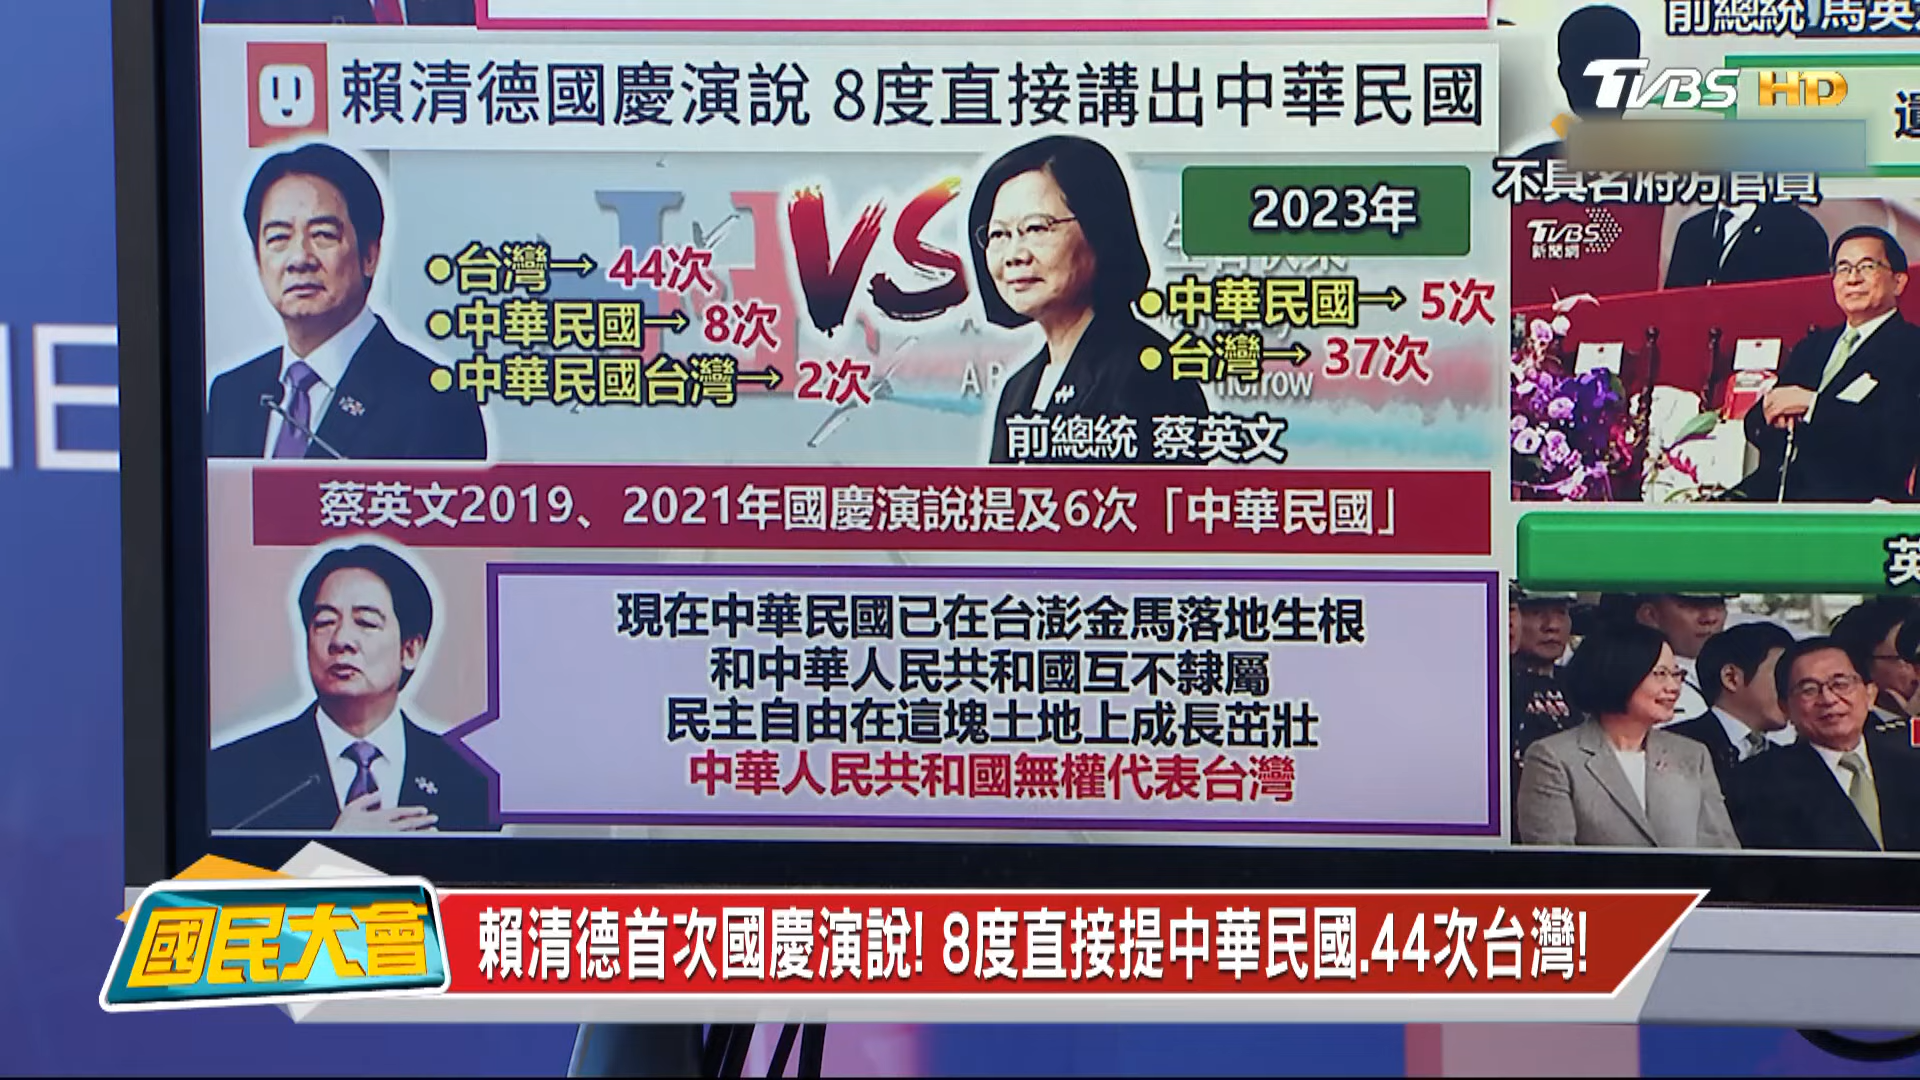 前總統 馬英
TVBS HD
賴清德國慶演說 8度直接講出中華民國
VS
2023年
不具名府方官員
●台灣→ 44次
●中華民國→ 8次
●中華民國台灣→ 2次
●中華民國→ 5次
●台灣→ 37次
前總統 蔡英文
TVBS
新聞網
蔡英文2019、2021年國慶演說提及6次「中華民國」
現在中華民國已在台澎金馬落地生根
和中華人民共和國互不隸屬
民主自由在這塊土地上成長茁壯
中華人民共和國無權代表台灣
英
國民大會
賴清德首次國慶演說! 8度直接提中華民國.44次台灣!